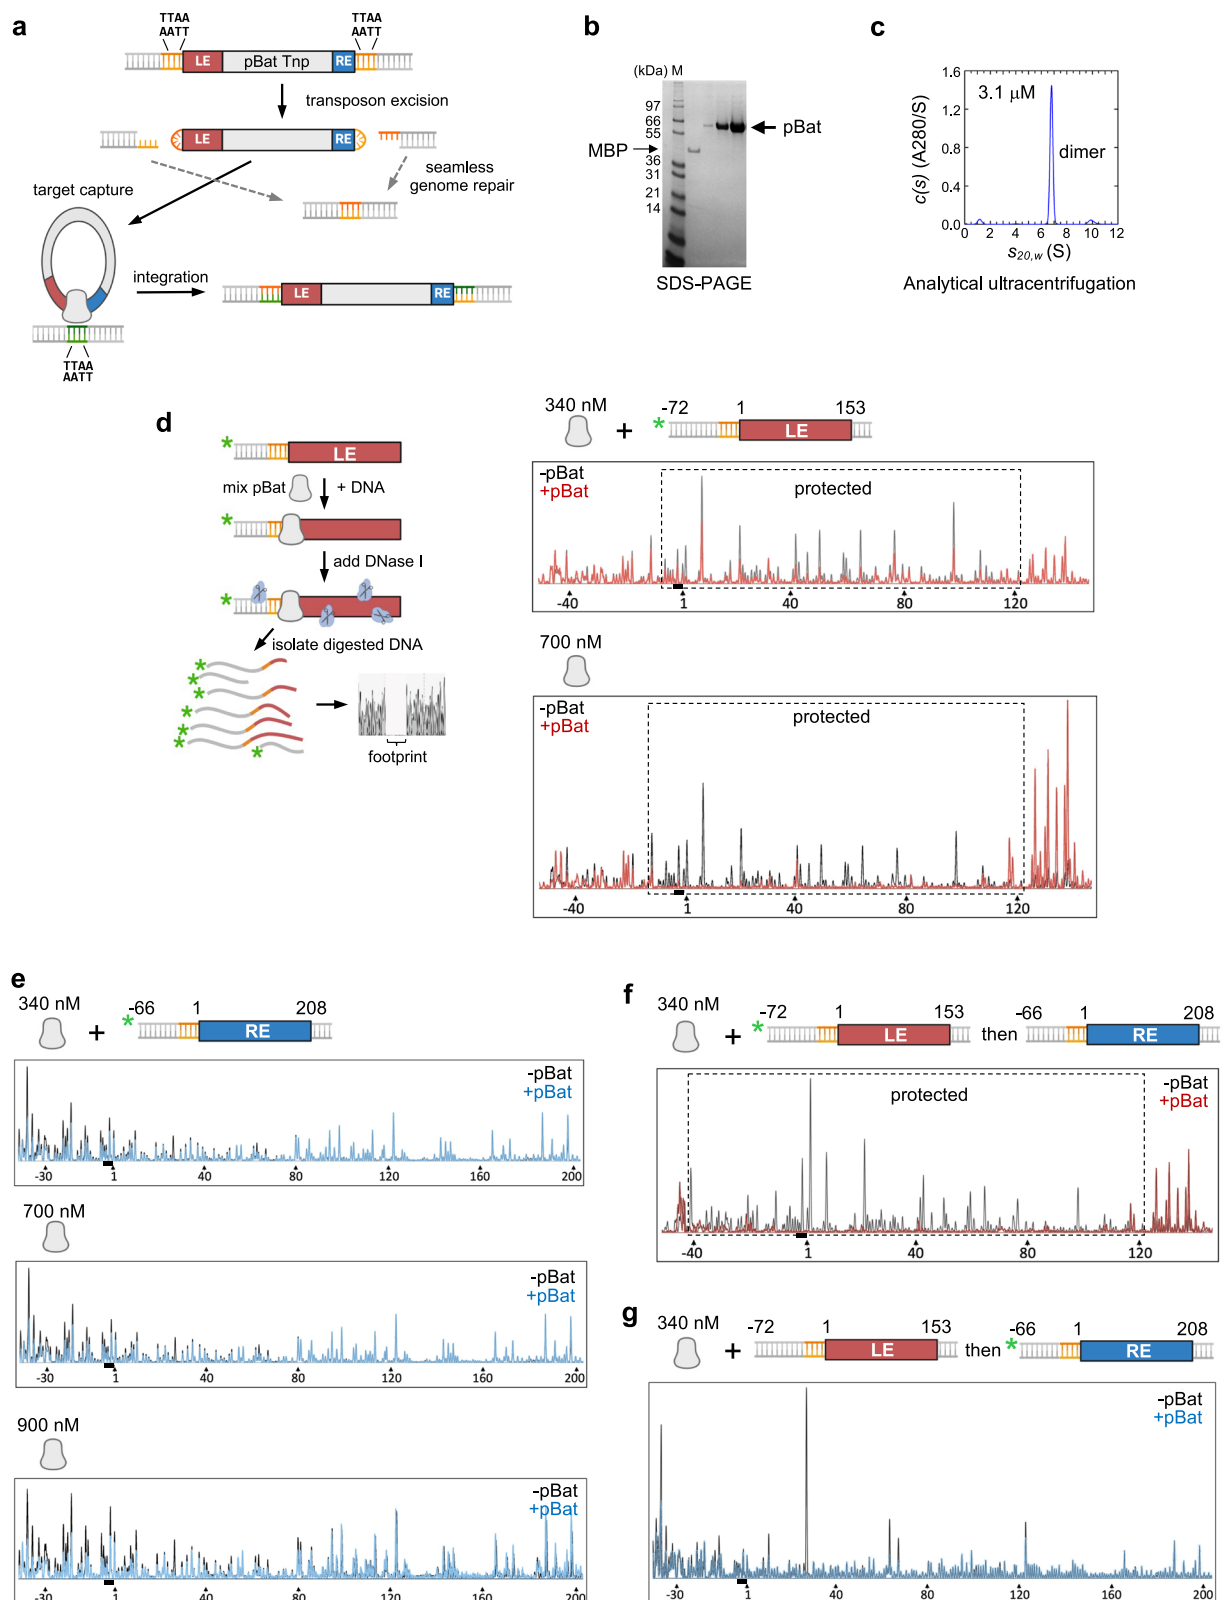 a
TTAA
AATT
TTAA
AATT
LE
pBat Tnp
RE
transposon excision
LE
RE
seamless
genome repair
target capture
integration
LE
RE
TTAA
AATT
b
(kDa) M
97
66
55
36
31
21
14
MBP
pBat
SDS-PAGE
c
c(s) (A280/S)
1.6
1.2
0.8
0.4
0.0
3.1 μM
dimer
0 2 4 6 8 10 12
s20,w (S)
Analytical ultracentrifugation
d
* LE
mix pBat + DNA
*
add DNase I
*
isolate digested DNA
* * * * * * * *
footprint
340 nM
+
* -72 1 153
LE
-pBat
+pBat
protected
-40 1 40 80 120
700 nM
-pBat
+pBat
protected
-40 1 40 80 120
e
340 nM
+
* -66 1 208
RE
-pBat
+pBat
-30 1 40 80 120 160 200
700 nM
-pBat
+pBat
-30 1 40 80 120 160 200
900 nM
-pBat
+pBat
-30 1 40 80 120 160 200
f
340 nM
+
* -72 1 153 then -66 1 208
LE RE
protected
-pBat
+pBat
-40 1 40 80 120
g
340 nM
+
-72 1 153 then * -66 1 208
LE RE
-pBat
+pBat
-30 1 40 80 120 160 200